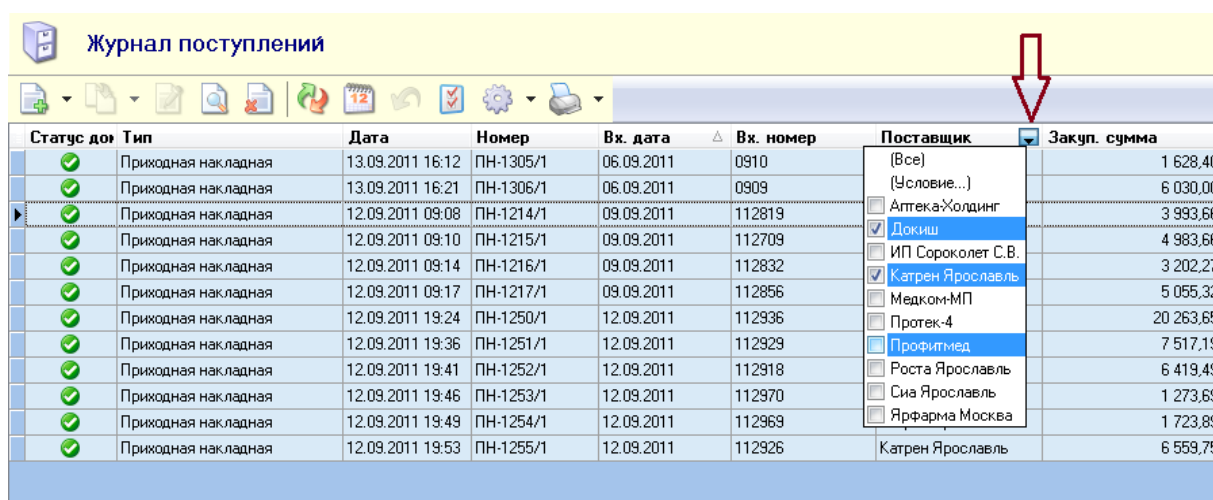 Журнал поступлений
12
Статус дон Тип Дата Номер Вх. дата Вх. номер Поставщик Закуп. сумма
Приходная накладная 13.09.2011 16:12 ПН-1305/1 06.09.2011 0910 (Все) 1 628,40
Приходная накладная 13.09.2011 16:21 ПН-1306/1 06.09.2011 0909 (Условие...) 6 030,00
Приходная накладная 12.09.2011 09:08 ПН-1214/1 09.09.2011 112819 Аптека-Холдинг 3 993,66
Приходная накладная 12.09.2011 09:10 ПН-1215/1 09.09.2011 112709 Докиш 4 983,66
Приходная накладная 12.09.2011 09:14 ПН-1216/1 09.09.2011 112832 ИП Сороколет С.В. 3 202,27
Катрен Ярославль
Приходная накладная 12.09.2011 09:17 ПН-1217/1 09.09.2011 112856 Медком-МП 5 055,32
Приходная накладная 12.09.2011 19:24 ПН-1250/1 12.09.2011 112936 Протек-4 20 263,65
Приходная накладная 12.09.2011 19:36 ПН-1251/1 12.09.2011 112929 Профитмед 7 517,19
Приходная накладная 12.09.2011 19:41 ПН-1252/1 12.09.2011 112918 Роста Ярославль 6 419,49
Приходная накладная 12.09.2011 19:46 ПН-1253/1 12.09.2011 112970 Сиа Ярославль 1 273,69
Приходная накладная 12.09.2011 19:49 ПН-1254/1 12.09.2011 112969 Ярфарма Москва 1 723,89
Приходная накладная 12.09.2011 19:53 ПН-1255/1 12.09.2011 112926 Катрен Ярославль 6 559,75